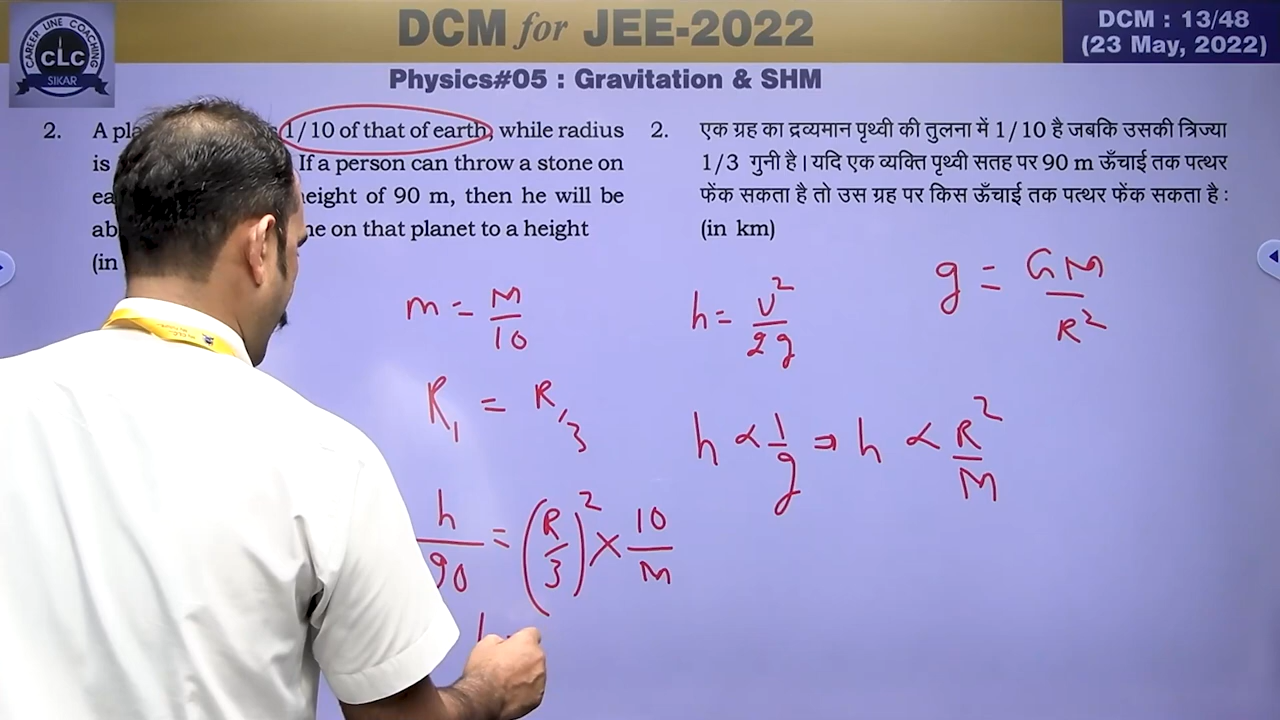 CAREER LINE COACHING
CLC
SIKAR
DCM for JEE-2022
DCM : 13/48
(23 May, 2022)
Physics#05 : Gravitation & SHM
2. A 1/10 of that of earth, while radius
is If a person can throw a stone on
height of 90 m, then he will be
on that planet to a height
(in
2. एक ग्रह का द्रव्यमान पृथ्वी की तुलना में 1/10 है जबकि उसकी त्रिज्या
1/3 गुनी है। यदि एक व्यक्ति पृथ्वी सतह पर 90 m ऊँचाई तक पत्थर
फेंक सकता है तो उस ग्रह पर किस ऊँचाई तक पत्थर फेंक सकता है :
(in km)
m = M/10
h = v²/2g
g = GM/R²
R₁ = R/3
h ∝ 1/g ⇒ h ∝ R²/M
h/90 = (R/3)² × 10/M